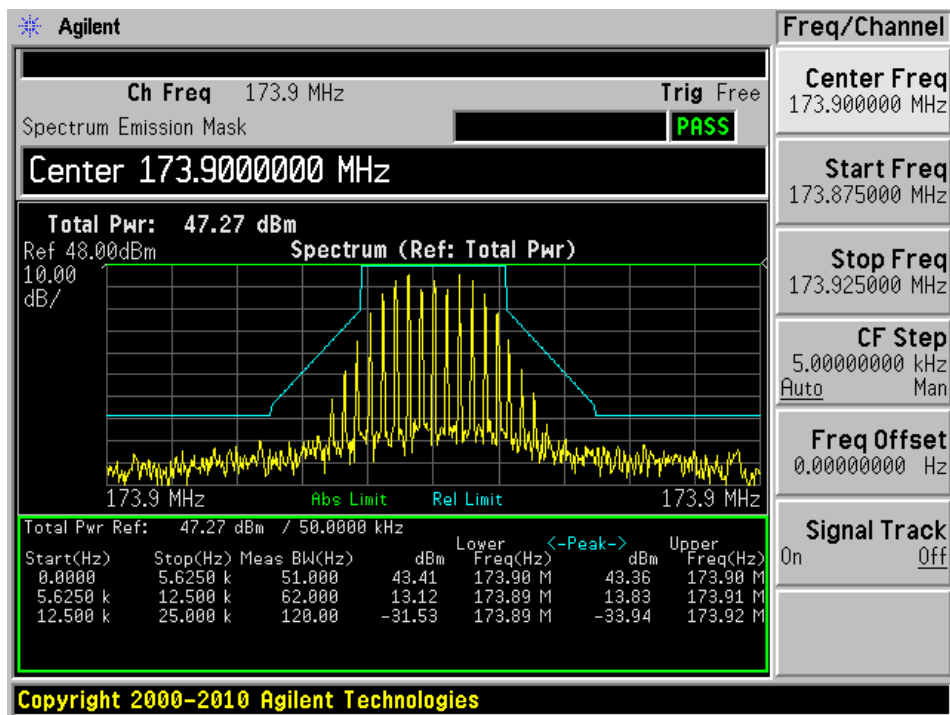 Agilent
Freq/Channel
Ch Freq 173.9 MHz Trig Free
Spectrum Emission Mask PASS
Center 173.9000000 MHz
Total Pwr: 47.27 dBm
Ref 48.00dBm Spectrum (Ref: Total Pwr)
10.00
dB/
173.9 MHz Abs Limit Rel Limit 173.9 MHz
Total Pwr Ref: 47.27 dBm / 50.0000 kHz
Lower <-Peak-> Upper
Start(Hz) Stop(Hz) Meas BW(Hz) dBm Freq(Hz) dBm Freq(Hz)
0.0000 5.6250 k 51.000 43.41 173.90 M 43.36 173.90 M
5.6250 k 12.500 k 62.000 13.12 173.89 M 13.83 173.91 M
12.500 k 25.000 k 120.00 -31.53 173.89 M -33.94 173.92 M
Center Freq
173.900000 MHz
Start Freq
173.875000 MHz
Stop Freq
173.925000 MHz
CF Step
5.00000000 kHz
Auto Man
Freq Offset
0.00000000 Hz
Signal Track
On Off
Copyright 2000-2010 Agilent Technologies